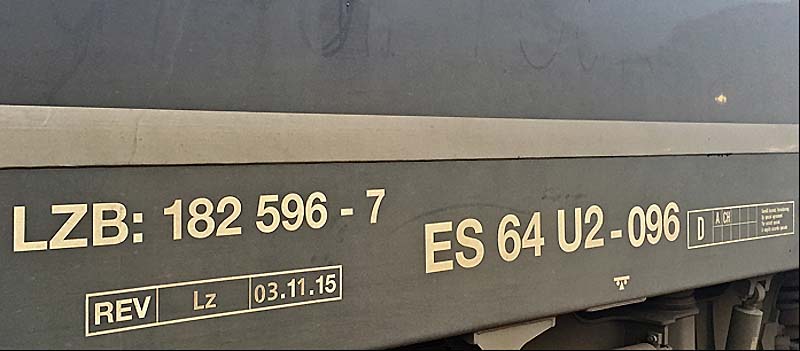 LZB: 182 596 - 7
ES 64 U2-096
D A CH
REV Lz 03.11.15